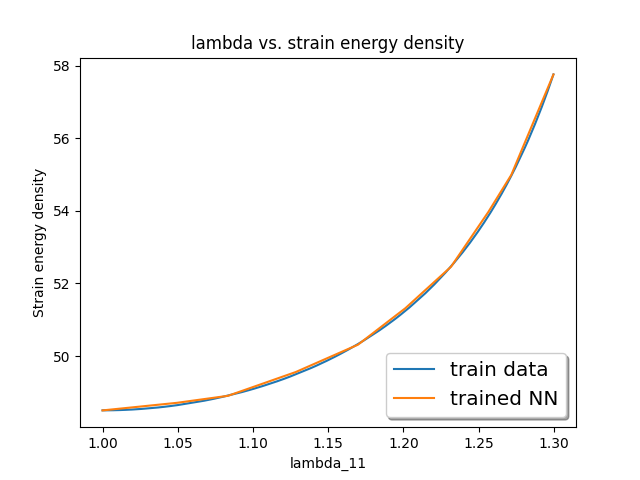 lambda vs. strain energy density
58
56
54
52
50
Strain energy density
train data
trained NN
1.00 1.05 1.10 1.15 1.20 1.25 1.30
lambda_11